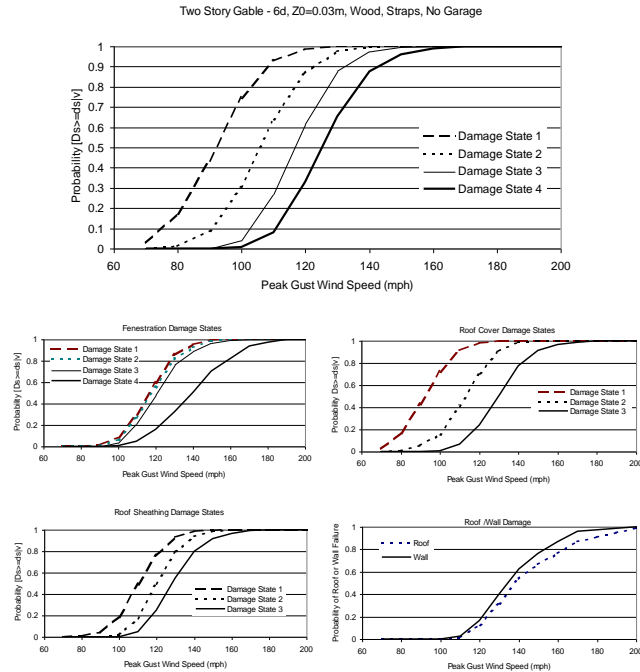 Two Story Gable - 6d, Z0=0.03m, Wood, Straps, No Garage
Probability [Ds>=ds|v)
1
0.9
0.8
0.7
0.6
0.5
0.4
0.3
0.2
0.1
0
60 80 100 120 140 160 180 200
Peak Gust Wind Speed (mph)
Damage State 1
Damage State 2
Damage State 3
Damage State 4
Fenestration Damage States
Probability [Ds>=ds|v)
1
0.8
0.6
0.4
0.2
0
60 80 100 120 140 160 180 200
Peak Gust Wind Speed (mph)
Damage State 1
Damage State 2
Damage State 3
Damage State 4
Roof Cover Damage States
Probability Ds>=ds|v)
1
0.8
0.6
0.4
0.2
0
60 80 100 120 140 160 180 200
Peak Gust Wind Speed (mph)
Damage State 1
Damage State 2
Damage State 3
Roof Sheathing Damage States
Probability [Ds>=ds|v)
1
0.8
0.6
0.4
0.2
0
60 80 100 120 140 160 180 200
Peak Gust Wind Speed (mph)
Damage State 1
Damage State 2
Damage State 3
Roof /Wall Damage
Probability of Roof or Wall Failure
1
0.8
0.6
0.4
0.2
0
60 80 100 120 140 160 180 200
Peak Gust Wind Speed (mph)
Roof
Wall